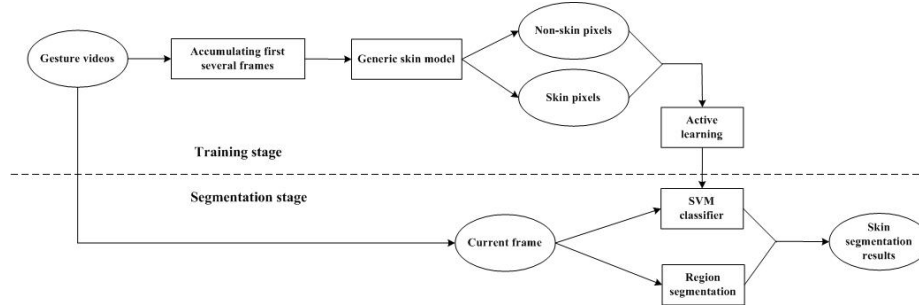 Gesture videos
Accumulating first
several frames
Generic skin model
Non-skin pixels
Skin pixels
Active
learning
Training stage
Segmentation stage
Current frame
SVM
classifier
Region
segmentation
Skin
segmentation
results